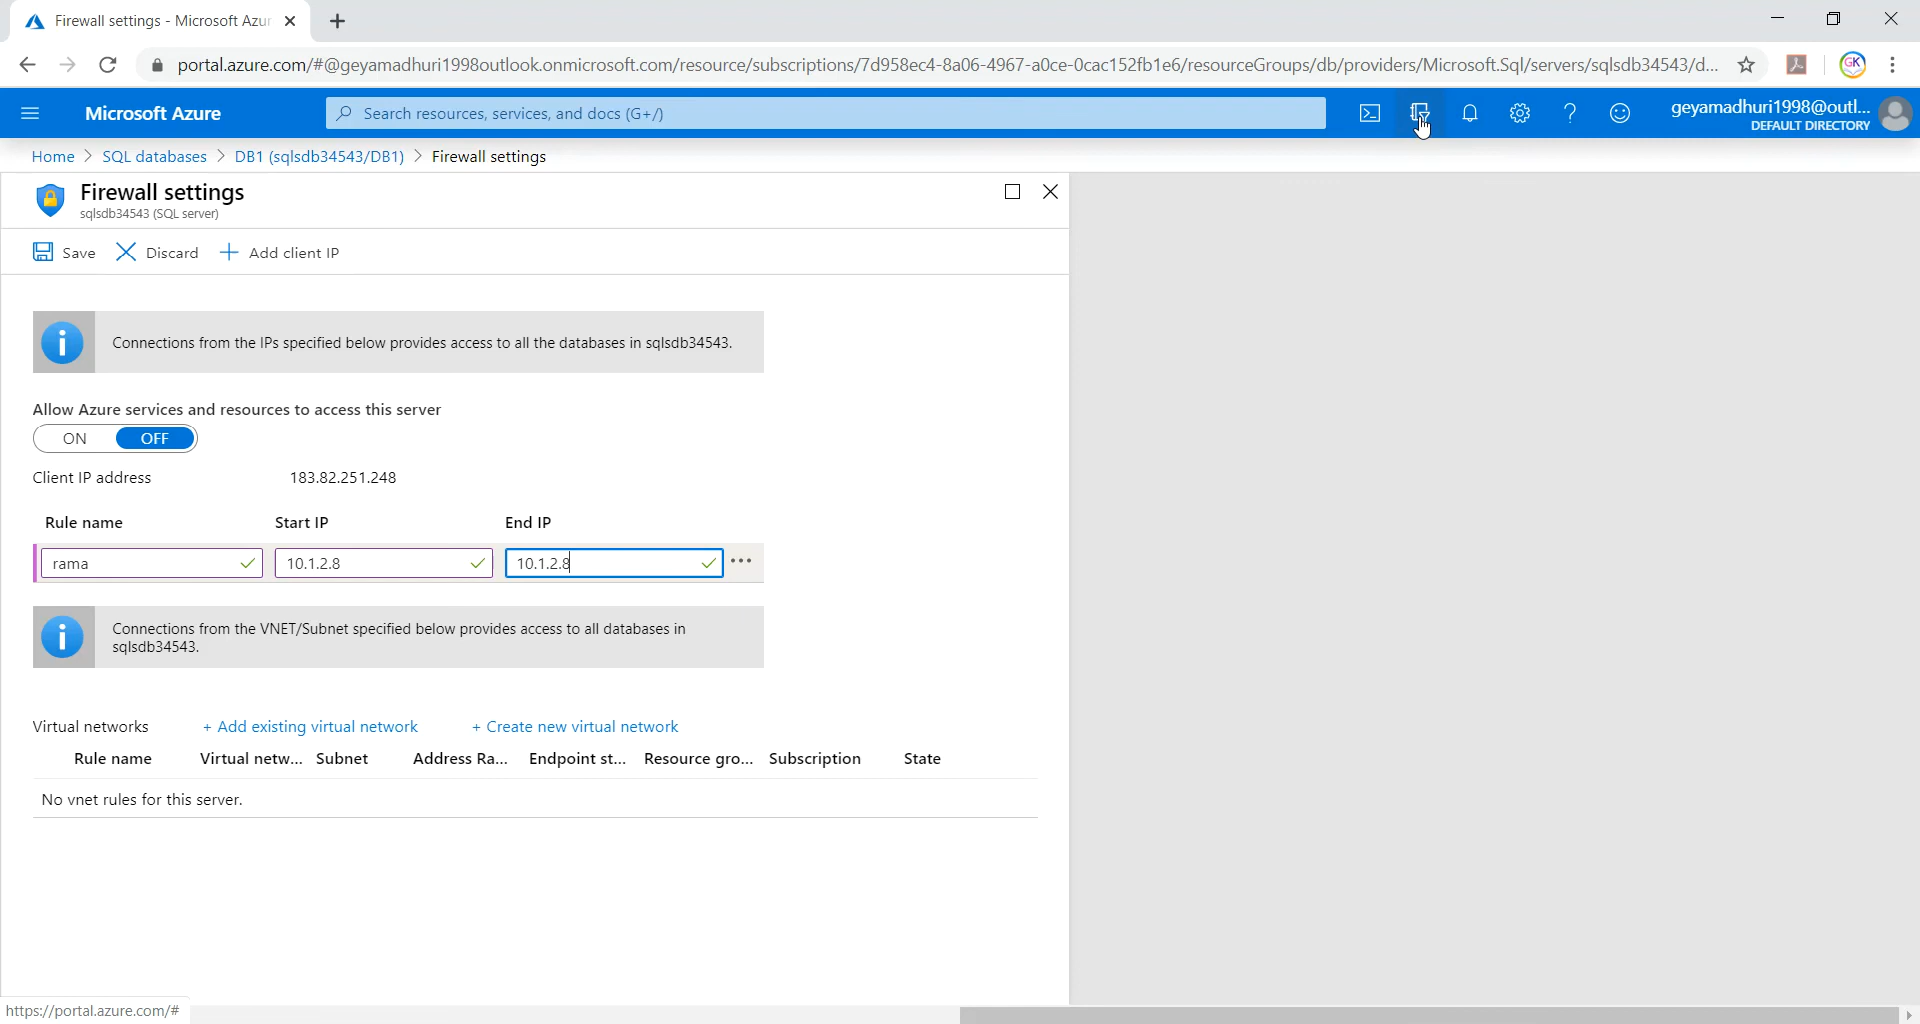 Firewall settings - Microsoft Azur
portal.azure.com/#@geyamadhuri1998outlook.onmicrosoft.com/resource/subscriptions/7d958ec4-8a06-4967-a0ce-0cac152fb1e6/resourceGroups/db/providers/Microsoft.Sql/servers/sqlsdb34543/d...
GK
Microsoft Azure
Search resources, services, and docs (G+/)
geyamadhuri1998@outl...
DEFAULT DIRECTORY
Home > SQL databases > DB1 (sqlsdb34543/DB1) > Firewall settings
Firewall settings
sqlsdb34543 (SQL server)
Save Discard Add client IP
Connections from the IPs specified below provides access to all the databases in sqlsdb34543.
Allow Azure services and resources to access this server
ON OFF
Client IP address 183.82.251.248
Rule name Start IP End IP
rama 10.1.2.8 10.1.2.8 ...
Connections from the VNET/Subnet specified below provides access to all databases in
sqlsdb34543.
Virtual networks + Add existing virtual network + Create new virtual network
Rule name Virtual netw... Subnet Address Ra... Endpoint st... Resource gro... Subscription State
No vnet rules for this server.
https://portal.azure.com/#